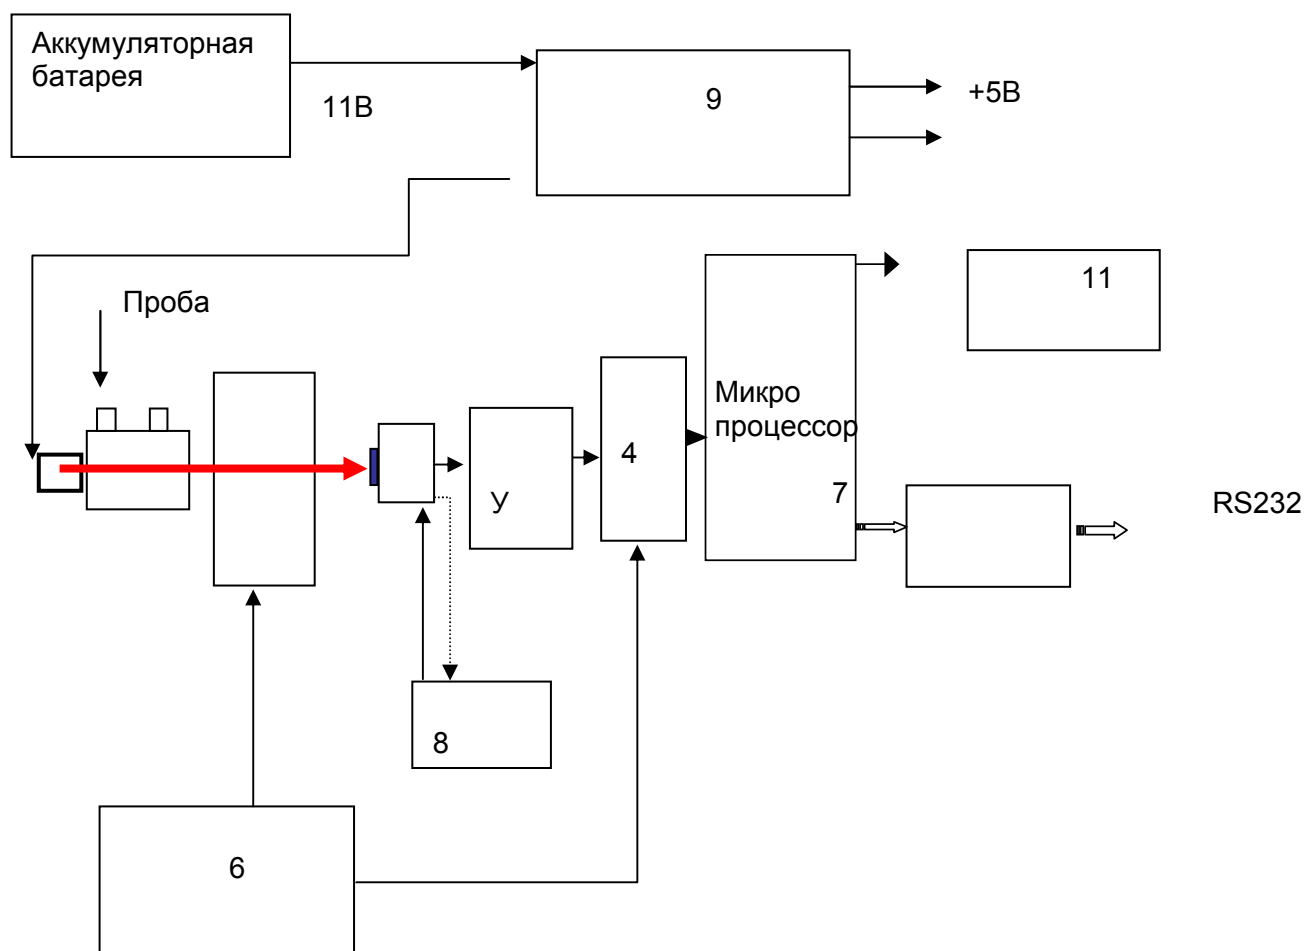 Аккумуляторная
батарея
11В
9
+5В
11
Проба
Микро
процессор
4
7
У
RS232
8
6